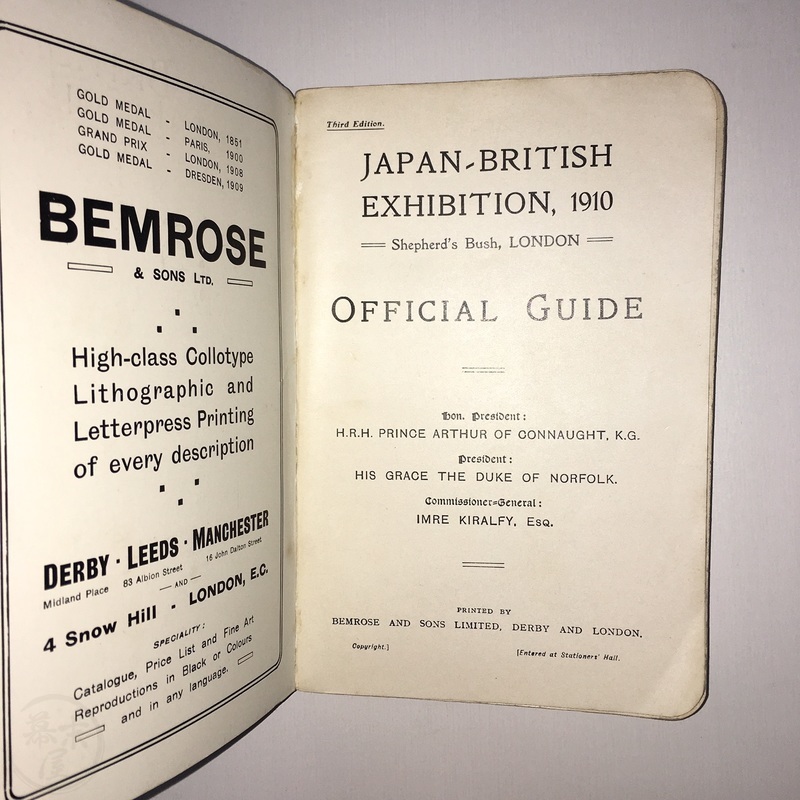 GOLD MEDAL - LONDON, 1851
GOLD MEDAL - PARIS, 1900
GRAND PRIX - LONDON, 1908
GOLD MEDAL - DRESDEN, 1909
BEMROSE
& SONS LTD.
High-class Collotype
Lithographic and
Letterpress Printing
of every description
DERBY · LEEDS · MANCHESTER
Midland Place 83 Albion Street 16 John Dalton Street
— AND —
4 Snow Hill - LONDON, E.C.
SPECIALITY:
Catalogue, Price List and Fine Art
Reproductions in Black or Colours
and in any language.
Third Edition.
JAPAN-BRITISH
EXHIBITION, 1910
Shepherd's Bush, LONDON
OFFICIAL GUIDE
Hon. President:
H.R.H. PRINCE ARTHUR OF CONNAUGHT, K.G.
President:
HIS GRACE THE DUKE OF NORFOLK.
Commissioner=General:
IMRE KIRALFY, ESQ.
PRINTED BY
BEMROSE AND SONS LIMITED, DERBY AND LONDON.
Copyright.] [Entered at Stationers' Hall.